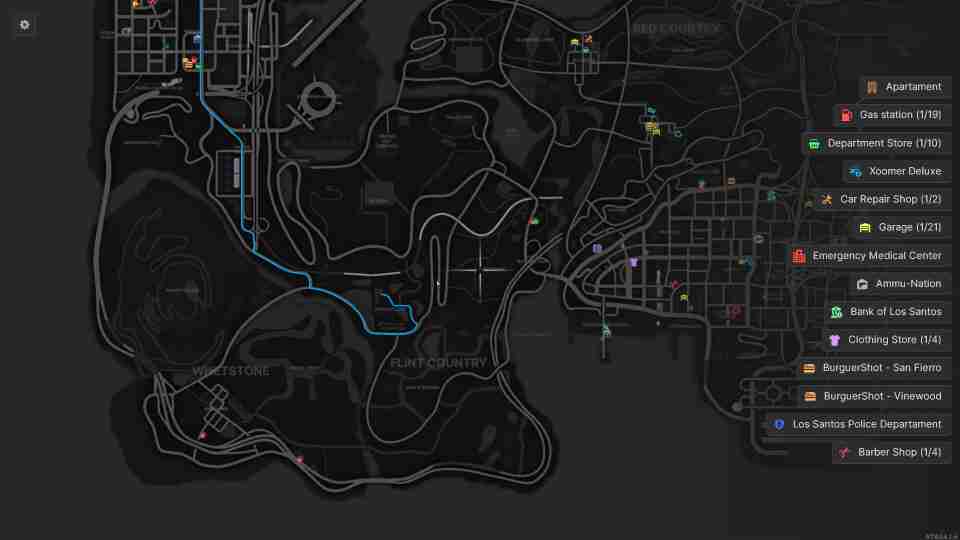 RED COUNTRY
Apartament
Gas station (1/19)
Department Store (1/10)
Xoomer Deluxe
Car Repair Shop (1/2)
Garage (1/21)
Emergency Medical Center
Ammu-Nation
Bank of Los Santos
Clothing Store (1/4)
BurguerShot - San Fierro
BurguerShot - Vinewood
Los Santos Police Departament
Barber Shop (1/4)
FLINT COUNTRY
WHETSTONE